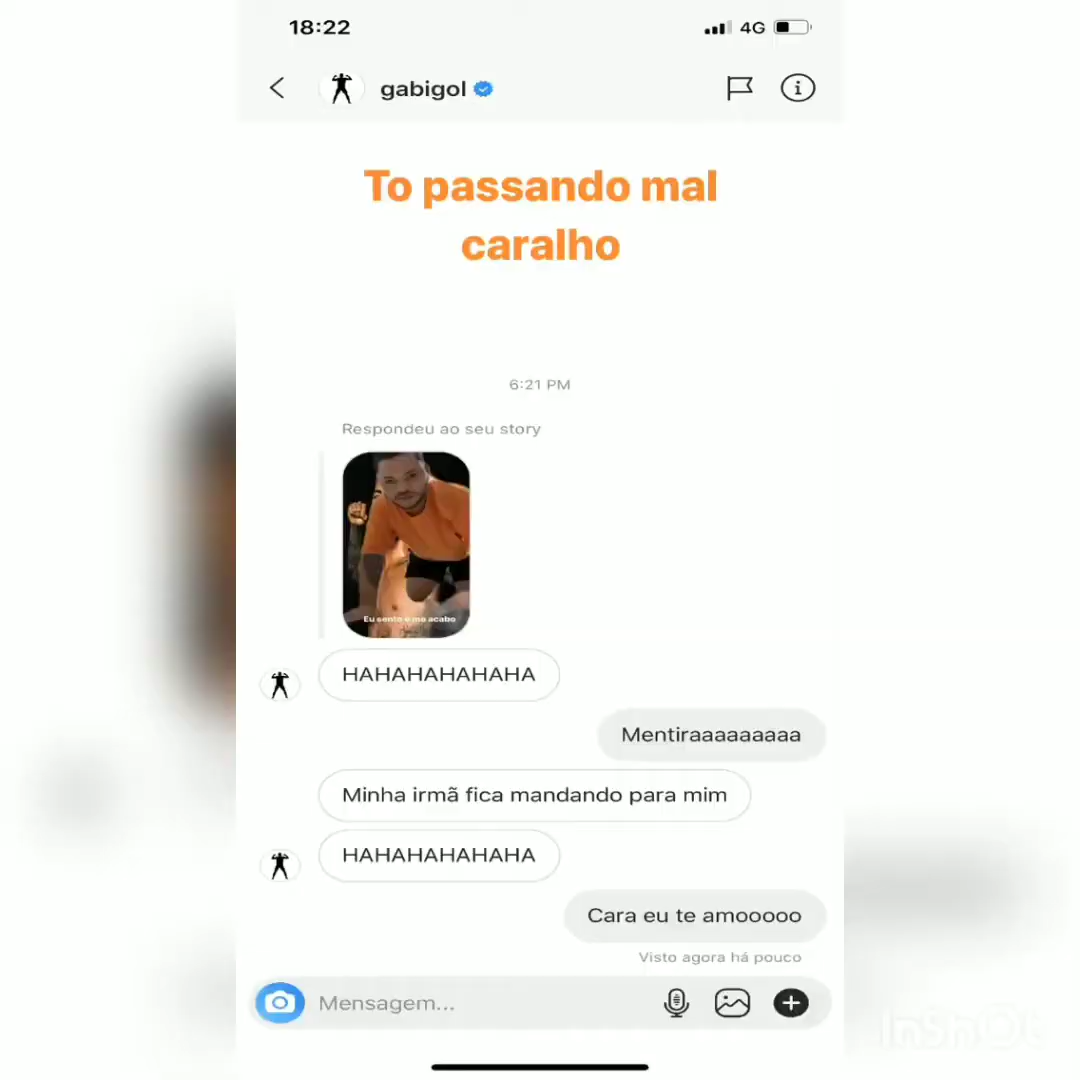 18:22
4G
gabigol
To passando mal
caralho
6:21 PM
Respondeu ao seu story
Eu sento e me acabo
HAHAHAHAHAHA
Mentiraaaaaaaaa
Minha irmã fica mandando para mim
HAHAHAHAHAHA
Cara eu te amooooo
Visto agora há pouco
Mensagem...
InShOt